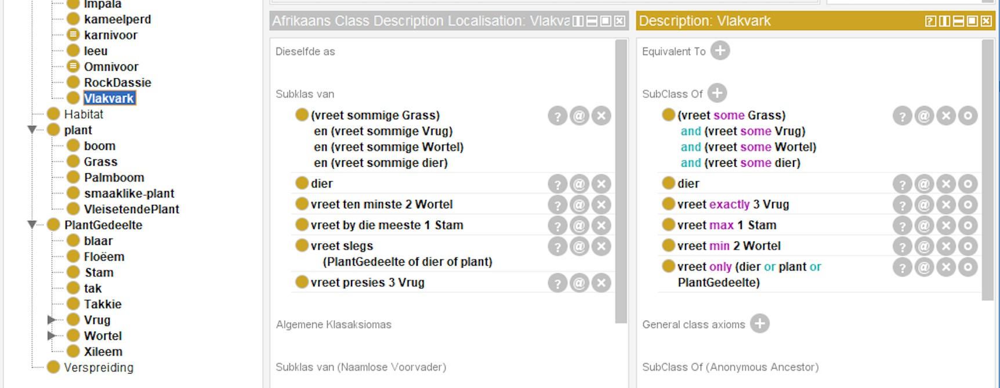 Impala
kameelperd
karnivoor
leeu
Omnivoor
RockDassie
Vlakvark
Habitat
plant
boom
Grass
Palmboom
smaaklike-plant
VleisetendePlant
PlantGedeelte
blaar
Floëem
Stam
tak
Takkie
Vrug
Wortel
Xileem
Verspreiding
Afrikaans Class Description Localisation: Vlakva
Dieselfde as
Subklas van
(vreet sommige Grass)
en (vreet sommige Vrug)
en (vreet sommige Wortel)
en (vreet sommige dier)
dier
vreet ten minste 2 Wortel
vreet by die meeste 1 Stam
vreet slegs
(PlantGedeelte of dier of plant)
vreet presies 3 Vrug
Algemene Klasaksiomas
Subklas van (Naamlose Voorvader)
Description: Vlakvark
Equivalent To
SubClass Of
(vreet some Grass)
and (vreet some Vrug)
and (vreet some Wortel)
and (vreet some dier)
dier
vreet exactly 3 Vrug
vreet max 1 Stam
vreet min 2 Wortel
vreet only (dier or plant or
PlantGedeelte)
General class axioms
SubClass Of (Anonymous Ancestor)